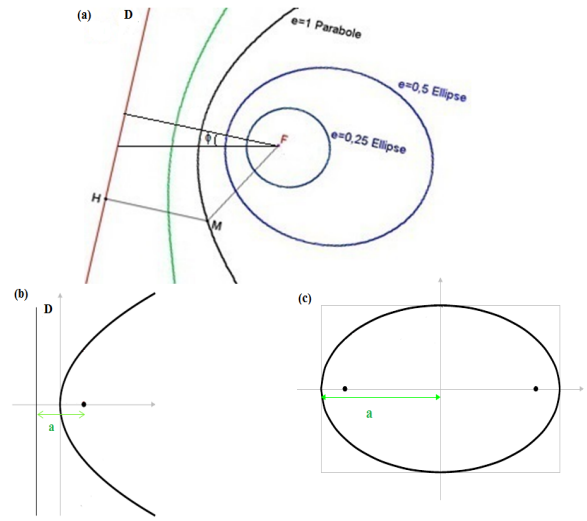 (a)
D
e=1 Parabole
e=0,5 Ellipse
F
e=0,25 Ellipse
ϕ
H
M
(b)
D
a
(c)
a